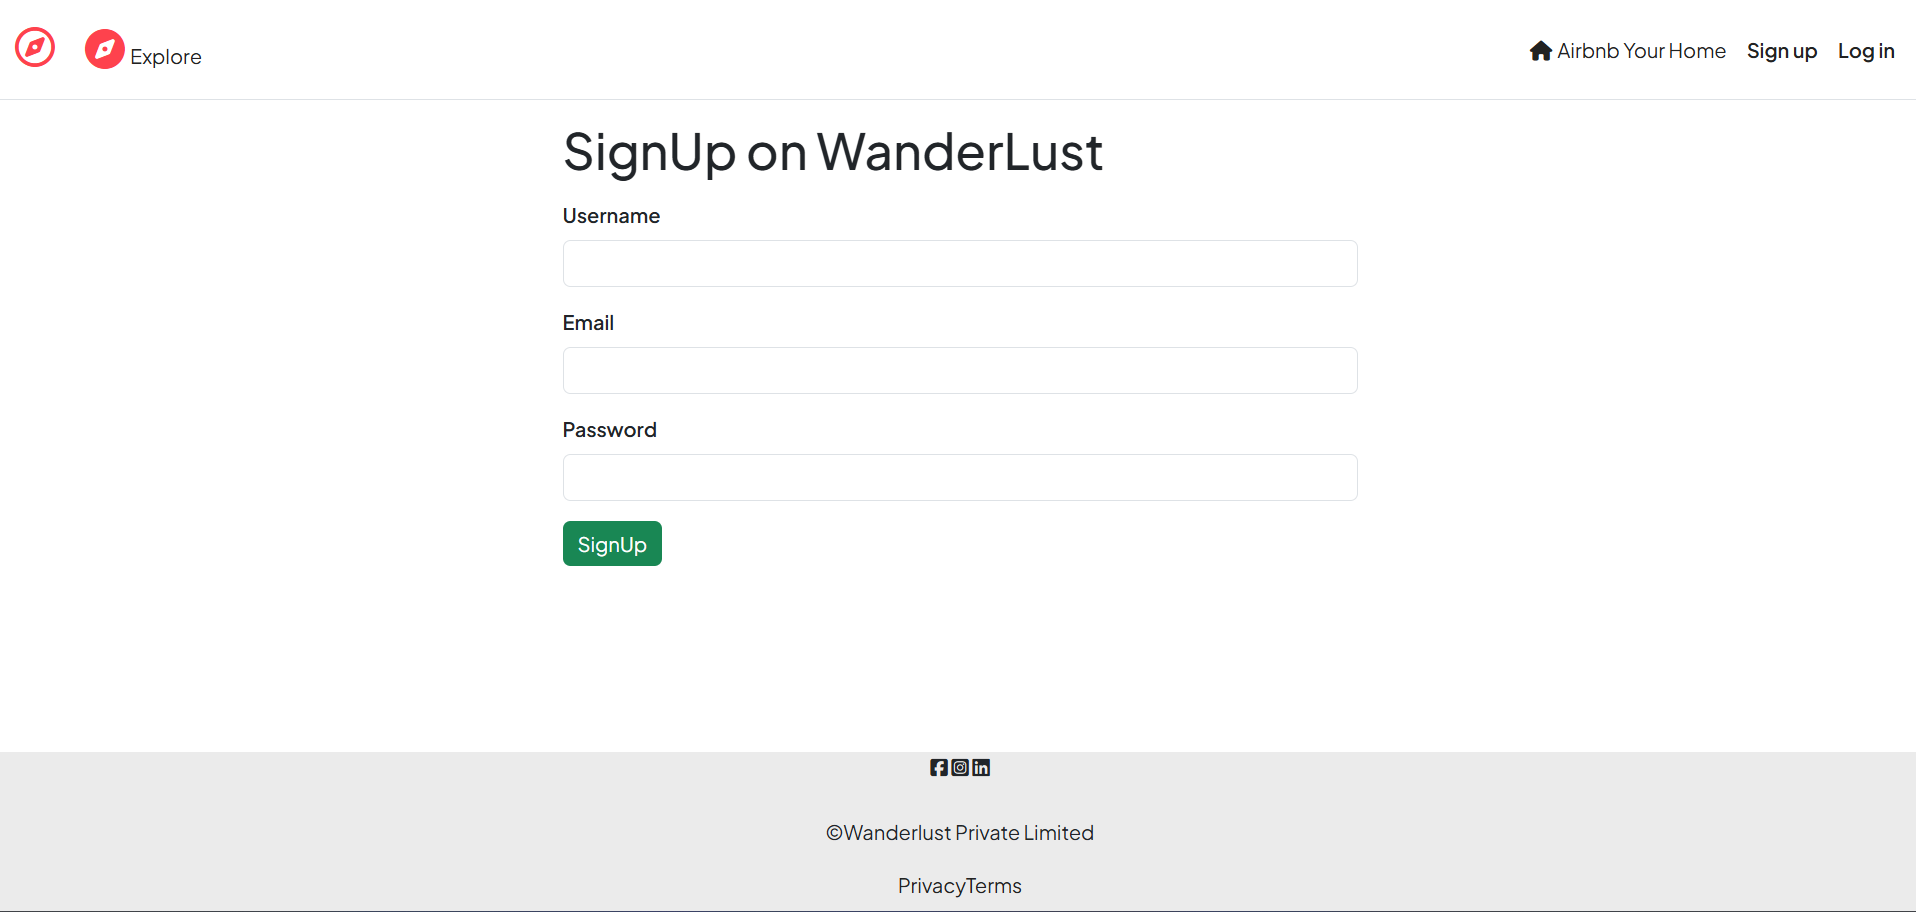 Explore
Airbnb Your Home Sign up Log in
SignUp on WanderLust
Username
Email
Password
SignUp
©Wanderlust Private Limited
PrivacyTerms